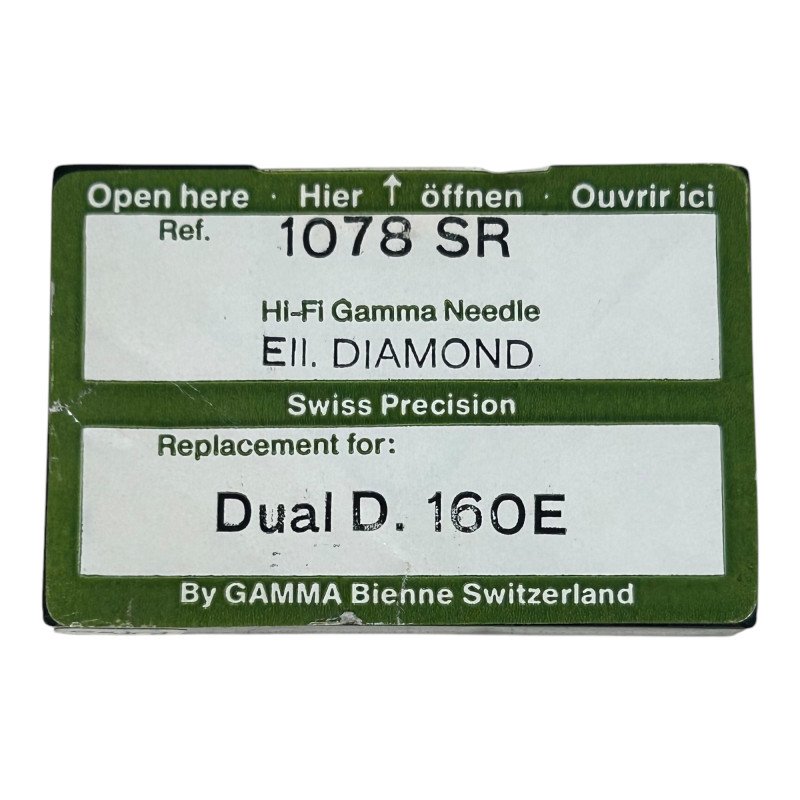 Open here · Hier ↑ öffnen · Ouvrir ici
Ref. 1078 SR
Hi-Fi Gamma Needle
Ell. DIAMOND
Swiss Precision
Replacement for:
Dual D. 160E
By GAMMA Bienne Switzerland